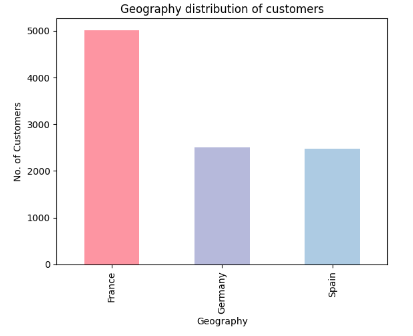 Geography distribution of customers
5000
4000
3000
2000
1000
0
No. of Customers
France
Germany
Spain
Geography